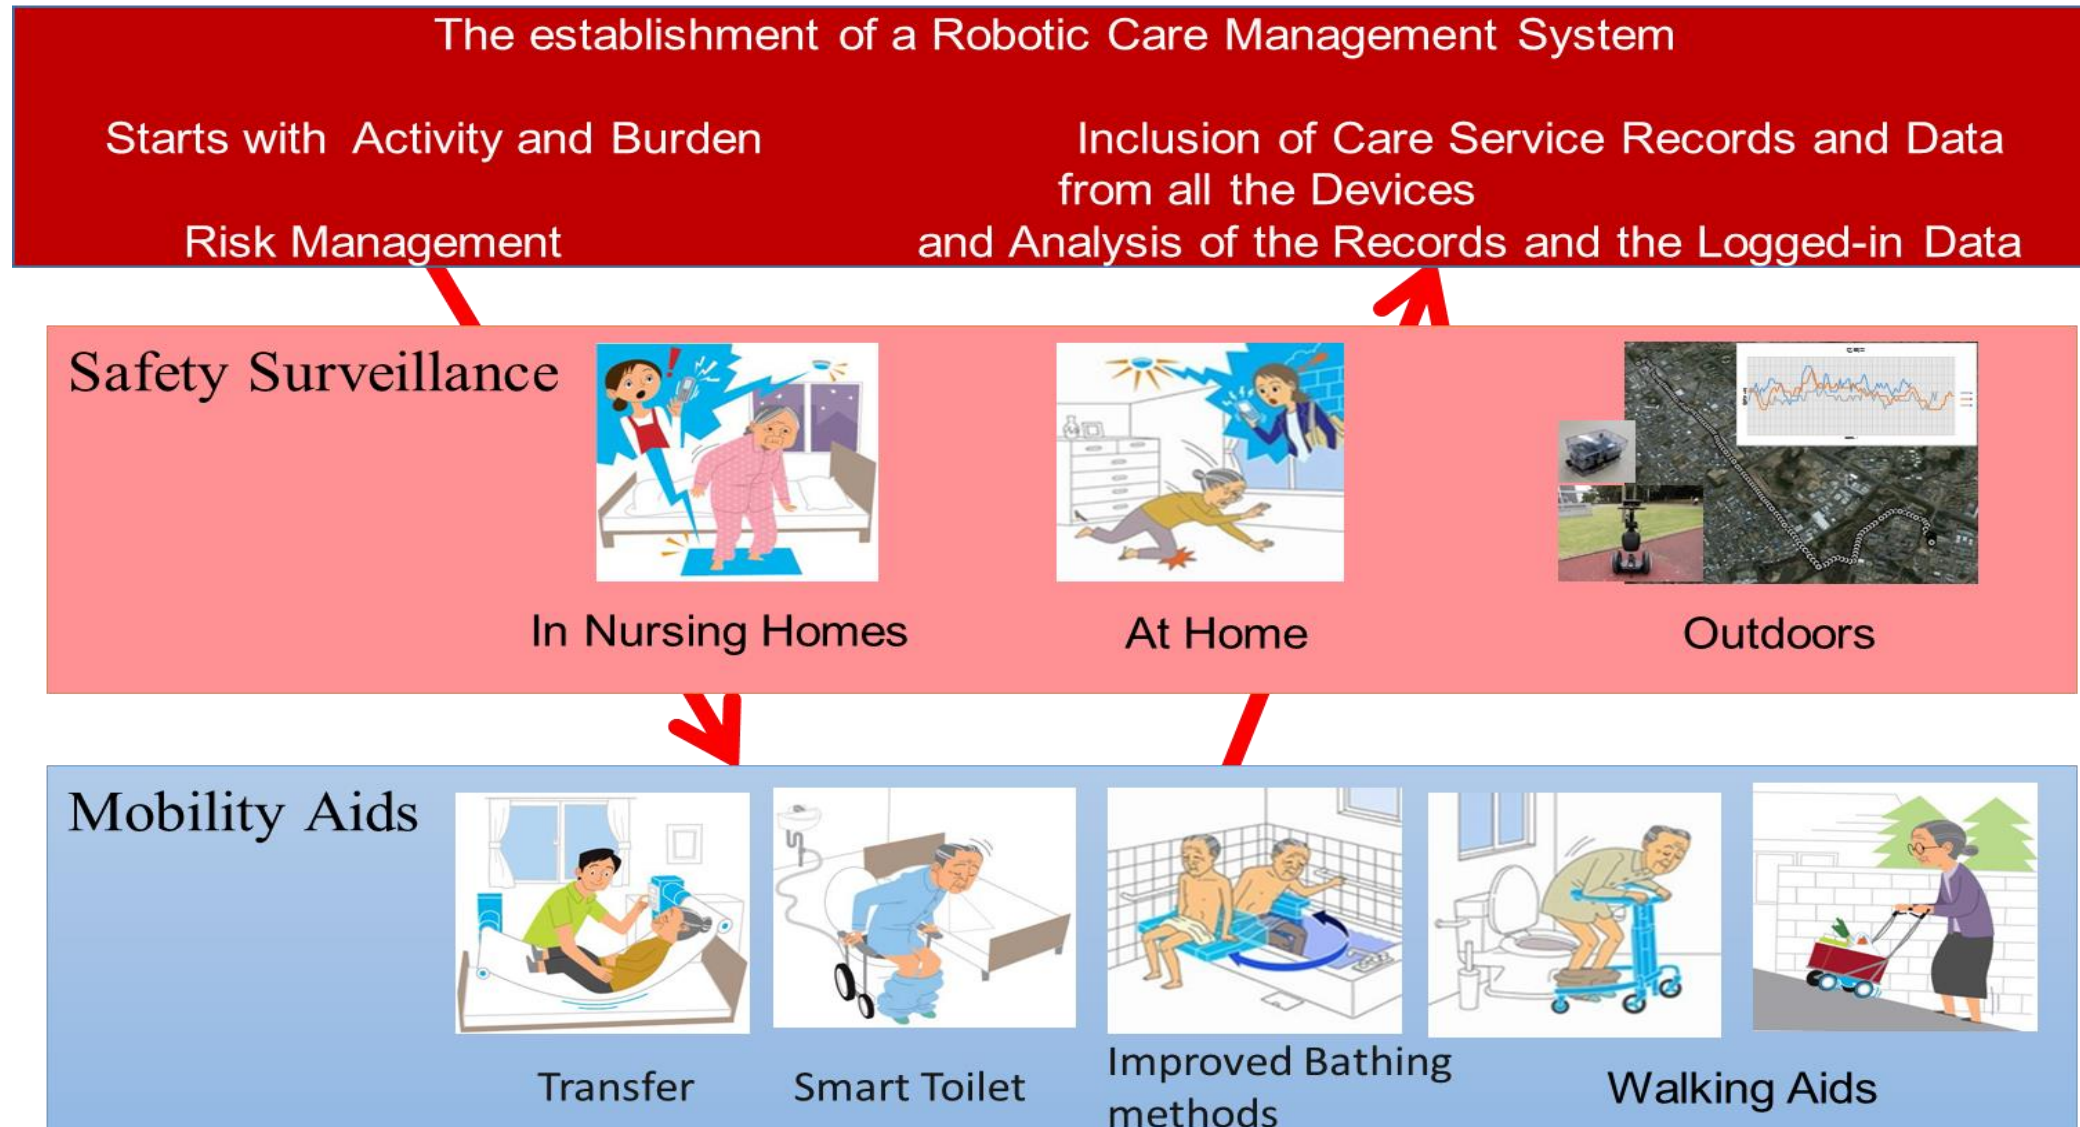 The establishment of a Robotic Care Management System
Starts with Activity and Burden
Risk Management
Inclusion of Care Service Records and Data
from all the Devices
and Analysis of the Records and the Logged-in Data
Safety Surveillance
In Nursing Homes
At Home
Outdoors
Mobility Aids
Transfer
Smart Toilet
Improved Bathing
methods
Walking Aids